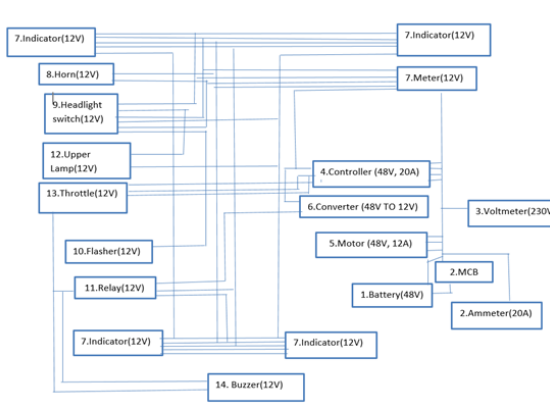 7.Indicator(12V)
7.Indicator(12V)
8.Horn(12V)
7.Meter(12V)
9.Headlight
switch(12V)
12.Upper
Lamp(12V)
4.Controller (48V, 20A)
13.Throttle(12V)
6.Converter (48V TO 12V)
3.Voltmeter(230V
5.Motor (48V, 12A)
10.Flasher(12V)
2.MCB
11.Relay(12V)
1.Battery(48V)
2.Ammeter(20A)
7.Indicator(12V)
7.Indicator(12V)
14. Buzzer(12V)